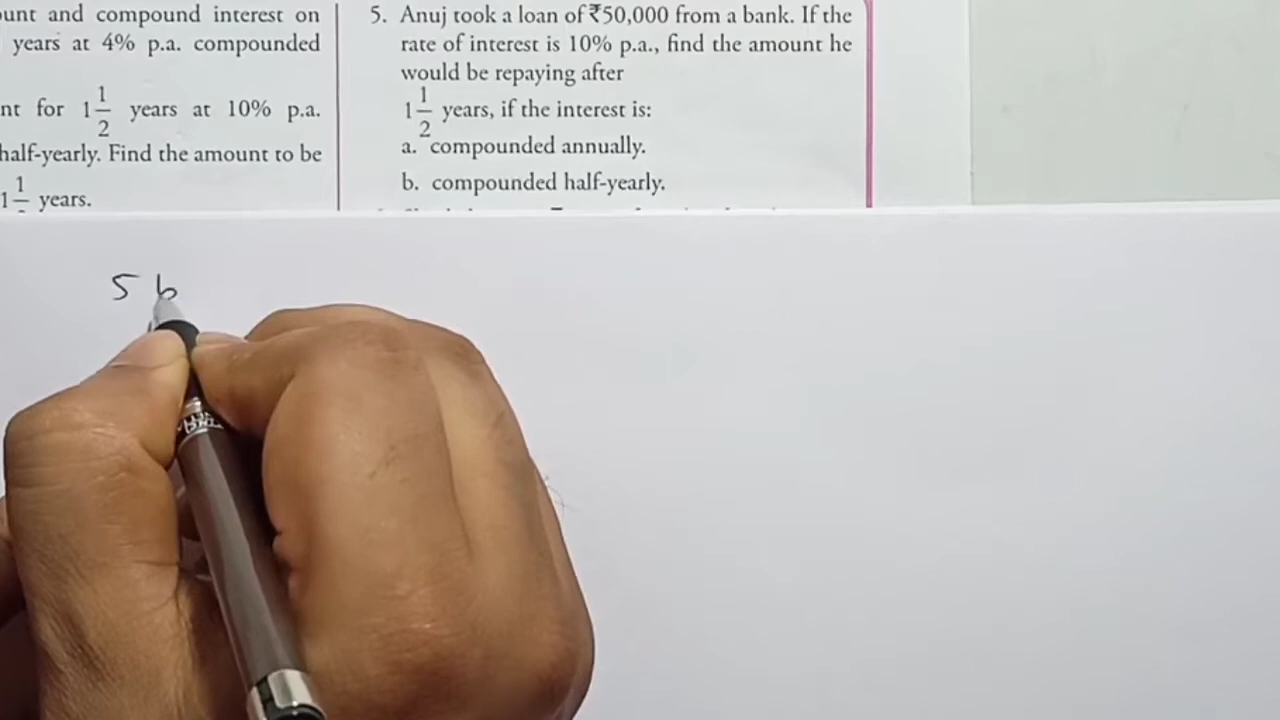 ount and compound interest on
years at 4% p.a. compounded
nt for 1 1/2 years at 10% p.a.
half-yearly. Find the amount to be
1 1/2 years.
5. Anuj took a loan of ₹50,000 from a bank. If the
rate of interest is 10% p.a., find the amount he
would be repaying after
1 1/2 years, if the interest is:
a. compounded annually.
b. compounded half-yearly.
5 b